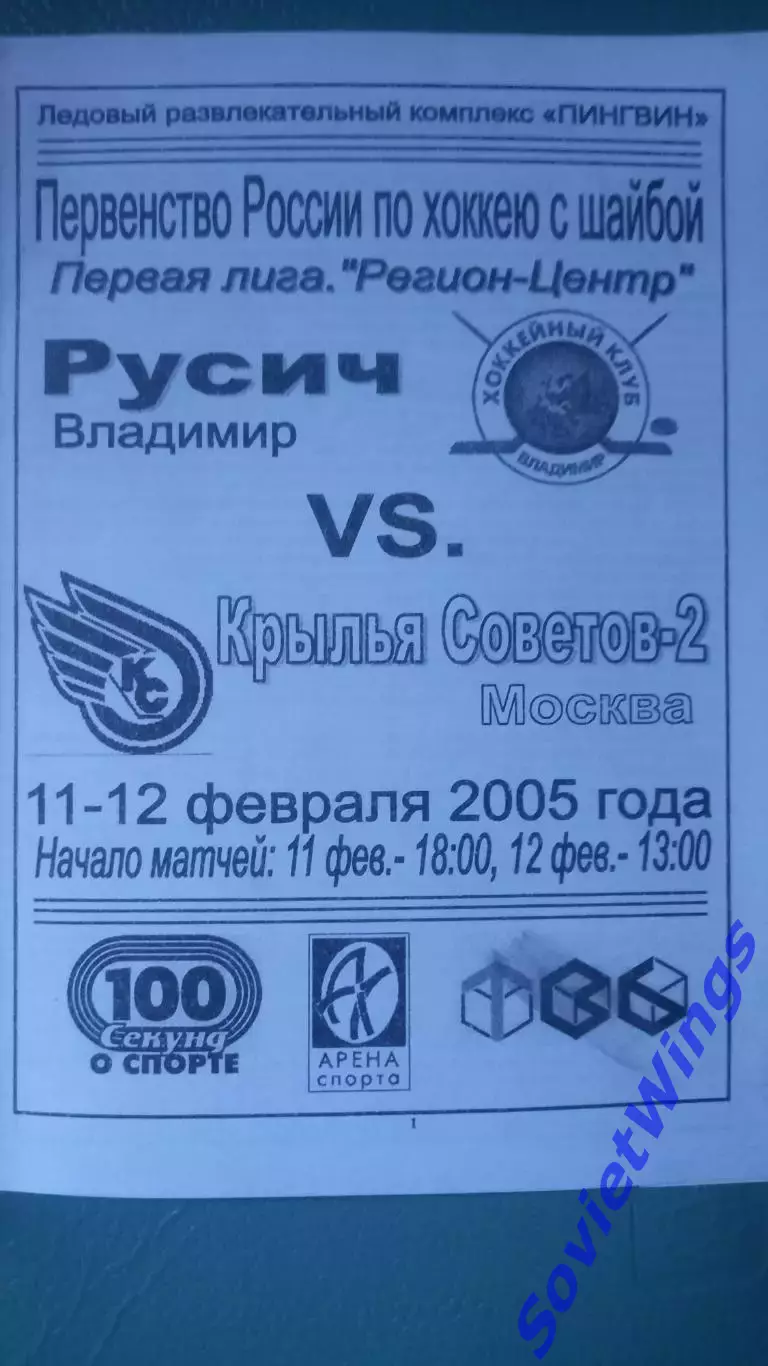 Ледовый развлекательный комплекс «ПИНГВИН»
Первенство России по хоккею с шайбой
Первая лига."Регион-Центр"
Русич
Владимир
ХОККЕЙНЫЙ КЛУБ
ВЛАДИМИР
VS.
КС
Крылья Советов-2
Москва
11-12 февраля 2005 года
Начало матчей: 11 фев.- 18:00, 12 фев.- 13:00
100
Секунд
О СПОРТЕ
АРЕНА
спорта
ТВ6
1
SovietWings